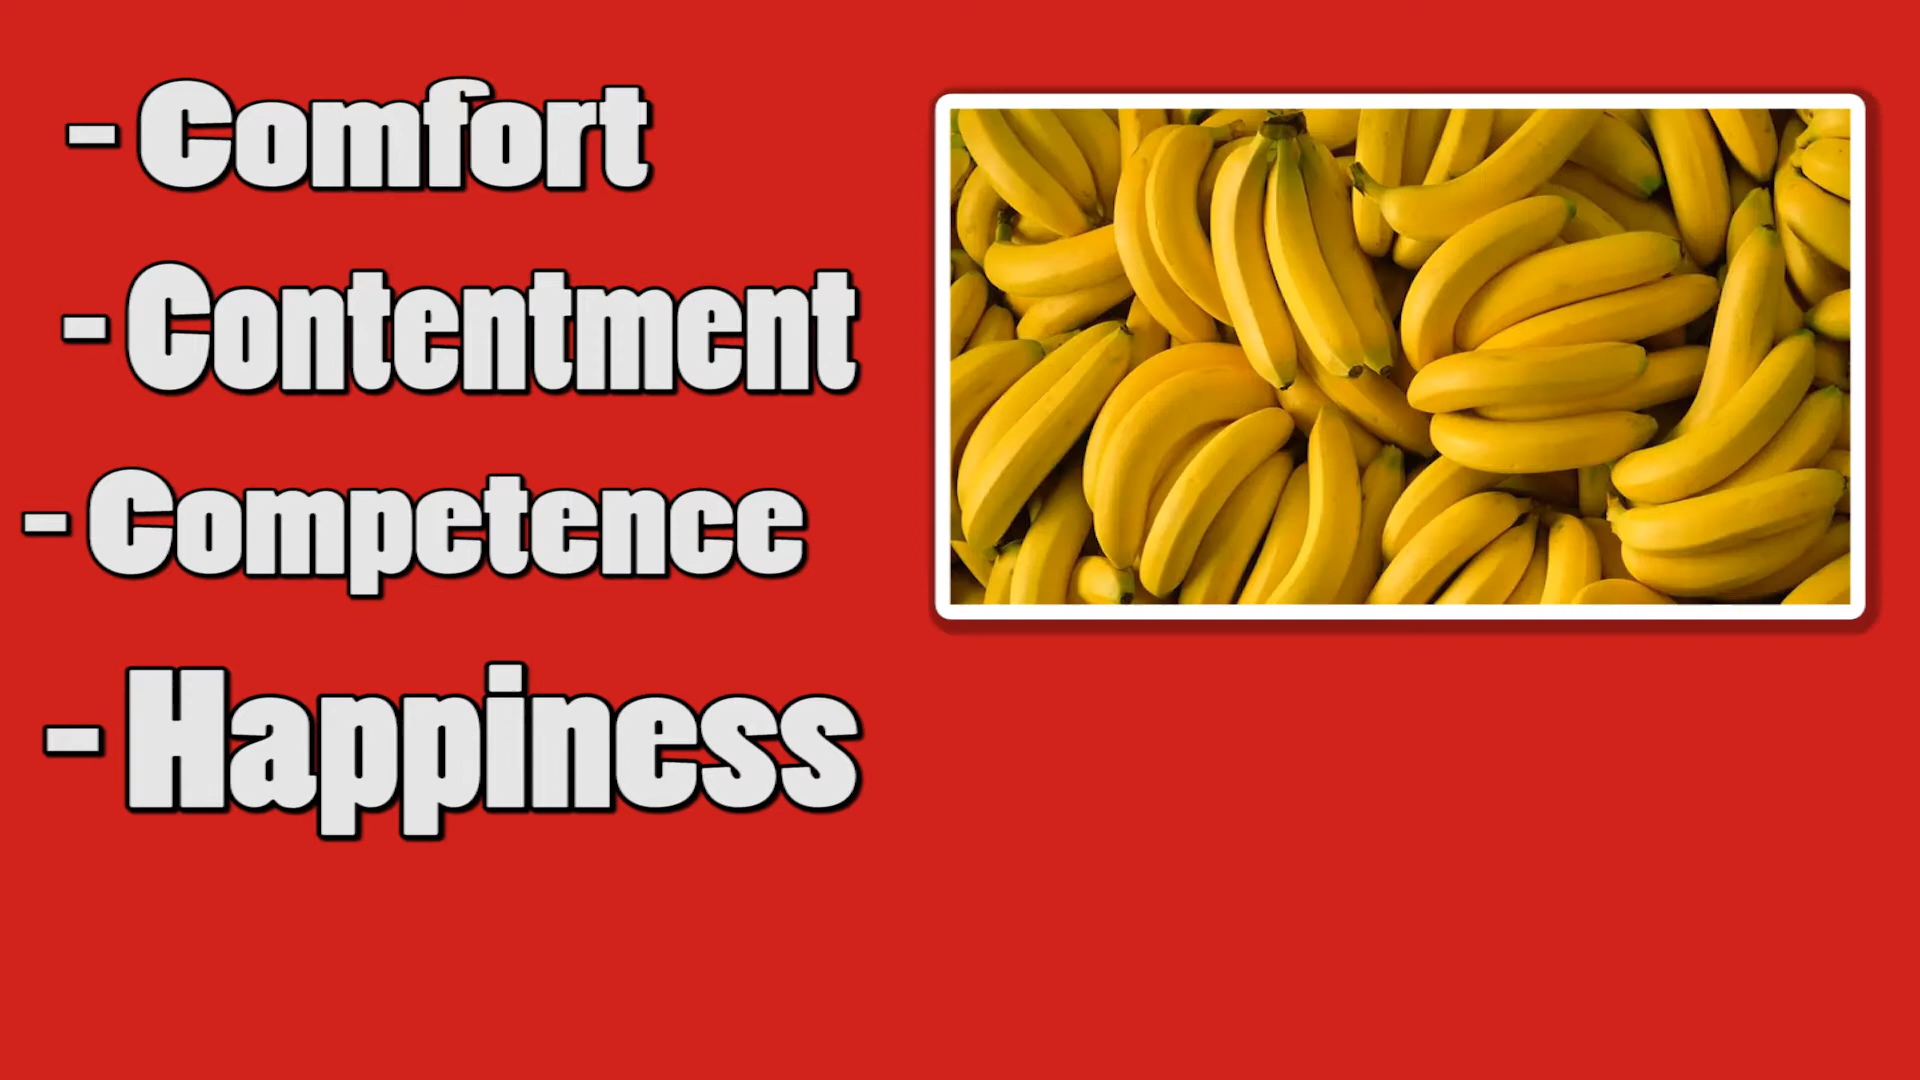 - Comfort
- Contentment
- Competence
- Happiness